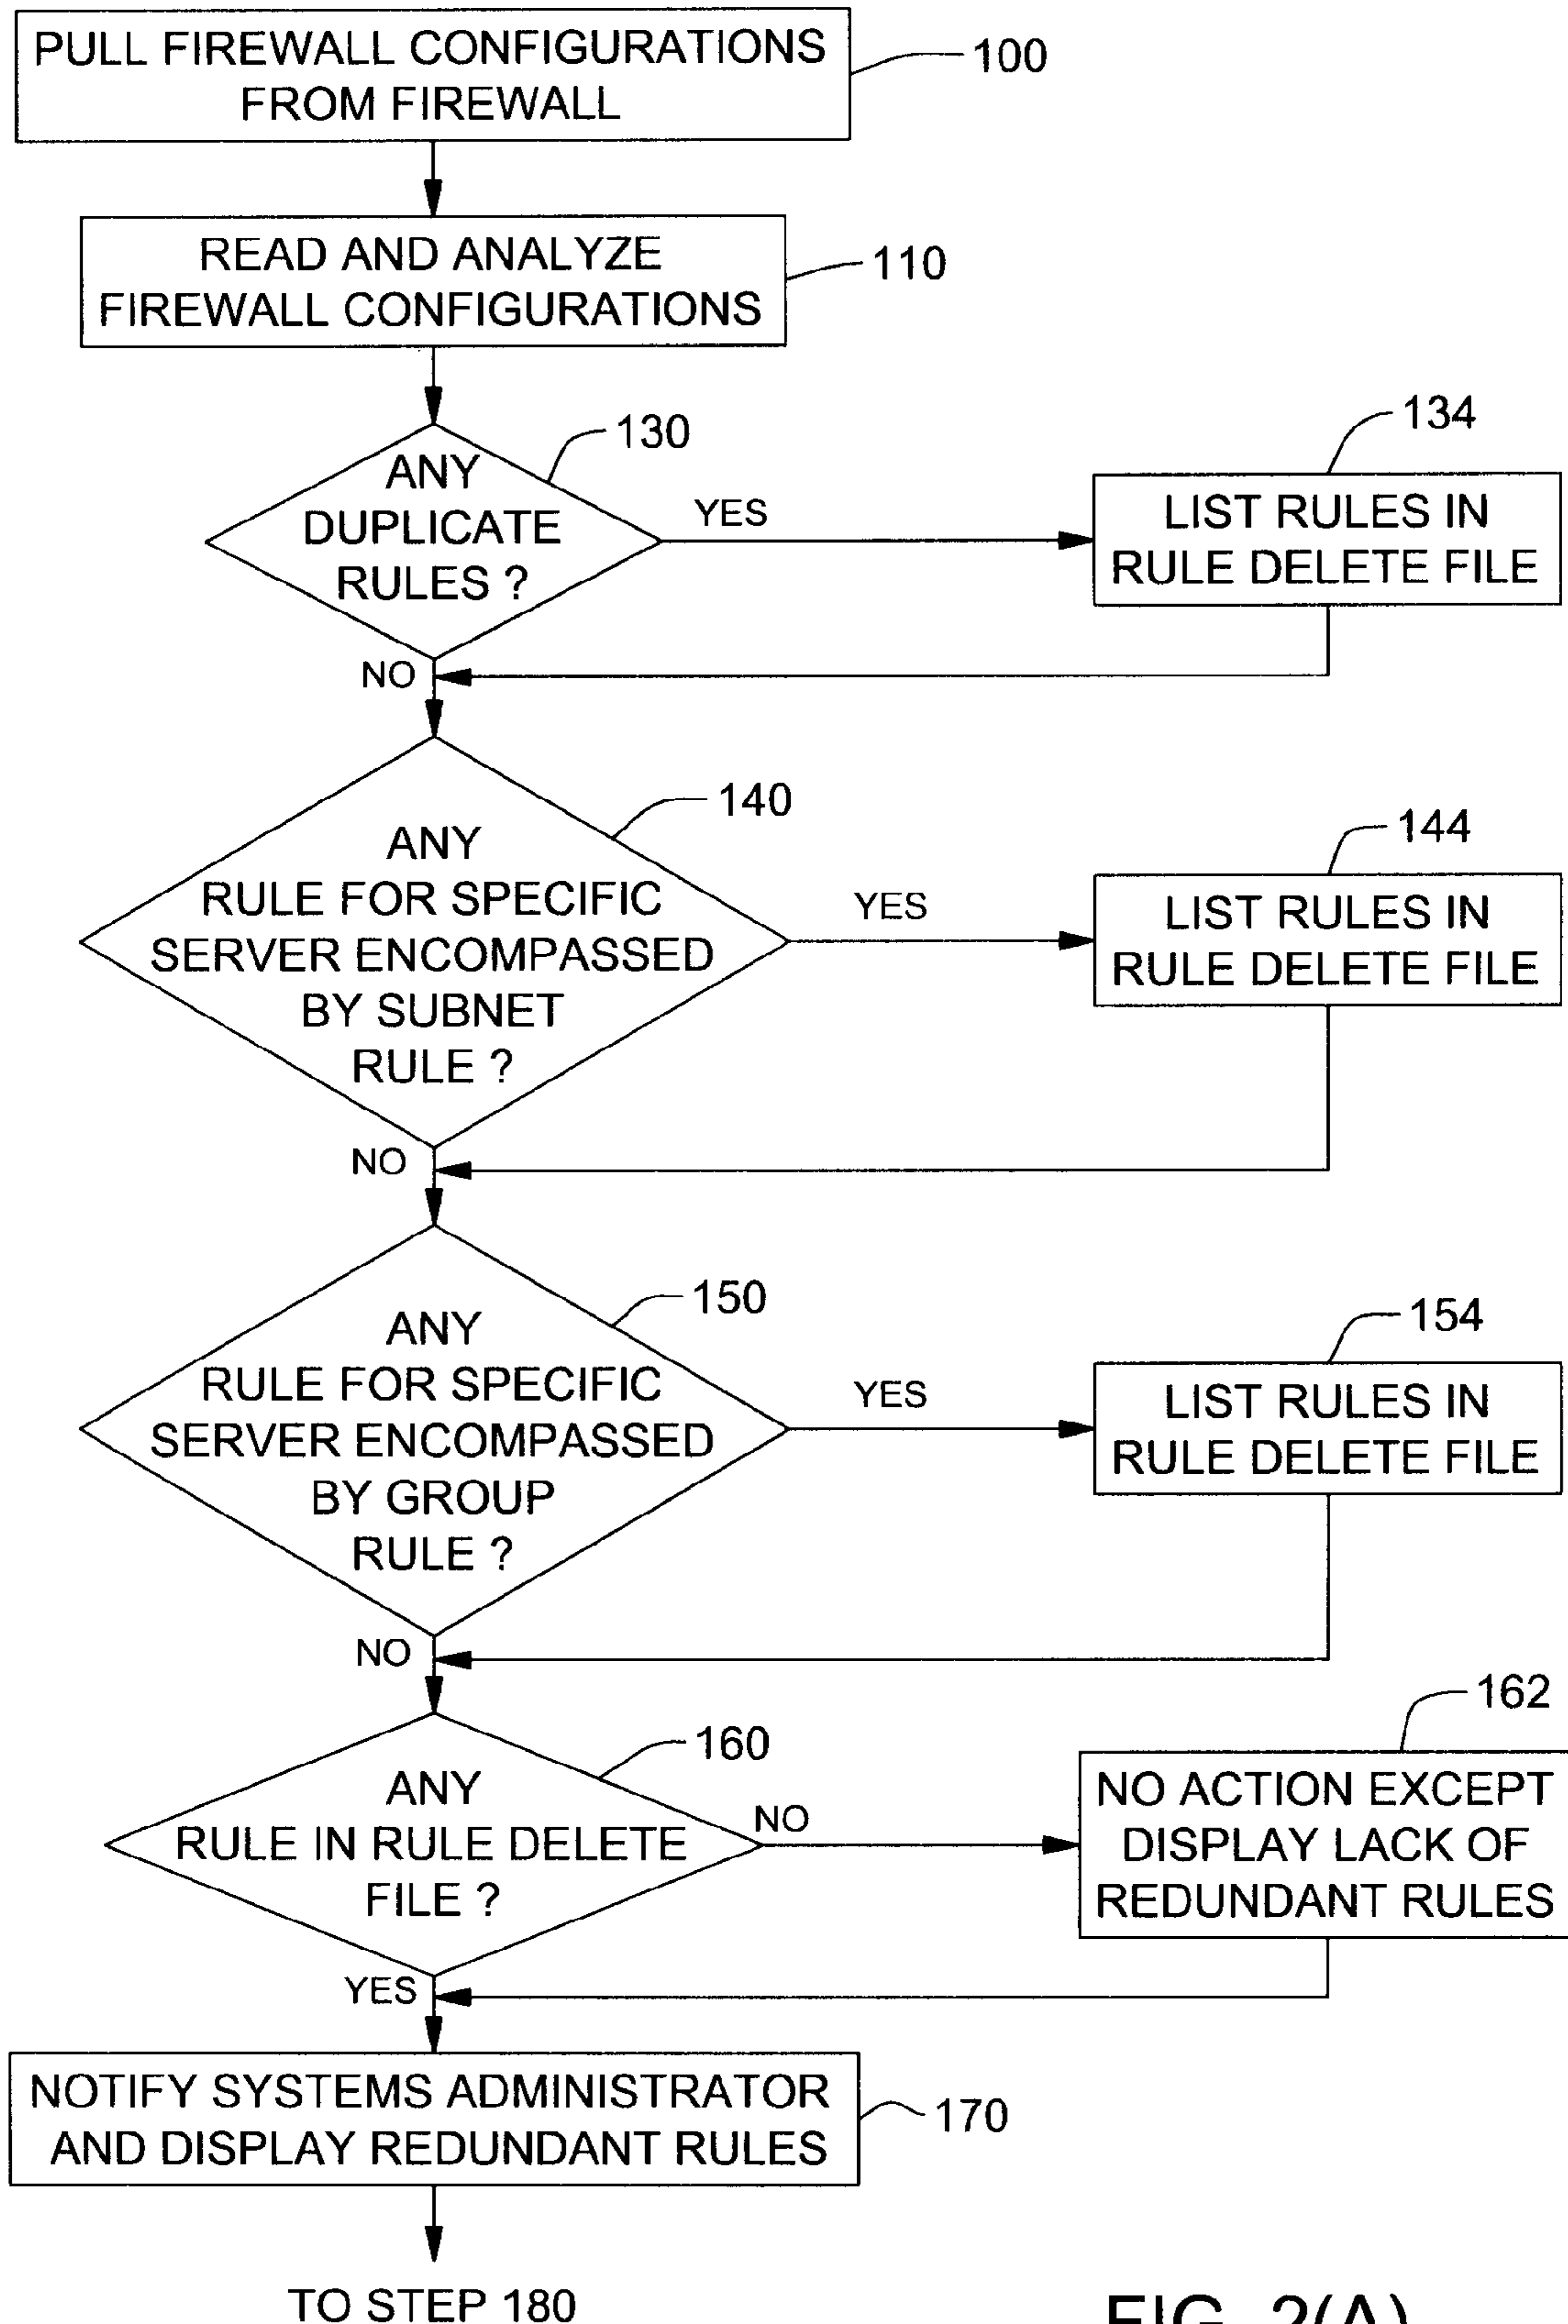 PULL FIREWALL CONFIGURATIONS
FROM FIREWALL
100
READ AND ANALYZE
FIREWALL CONFIGURATIONS
110
ANY
DUPLICATE
RULES ?
130
YES
134
LIST RULES IN
RULE DELETE FILE
NO
ANY
RULE FOR SPECIFIC
SERVER ENCOMPASSED
BY SUBNET
RULE ?
140
YES
144
LIST RULES IN
RULE DELETE FILE
NO
ANY
RULE FOR SPECIFIC
SERVER ENCOMPASSED
BY GROUP
RULE ?
150
YES
154
LIST RULES IN
RULE DELETE FILE
NO
ANY
RULE IN RULE DELETE
FILE ?
160
NO
162
NO ACTION EXCEPT
DISPLAY LACK OF
REDUNDANT RULES
YES
NOTIFY SYSTEMS ADMINISTRATOR
AND DISPLAY REDUNDANT RULES
170
TO STEP 180
FIG. 2(A)